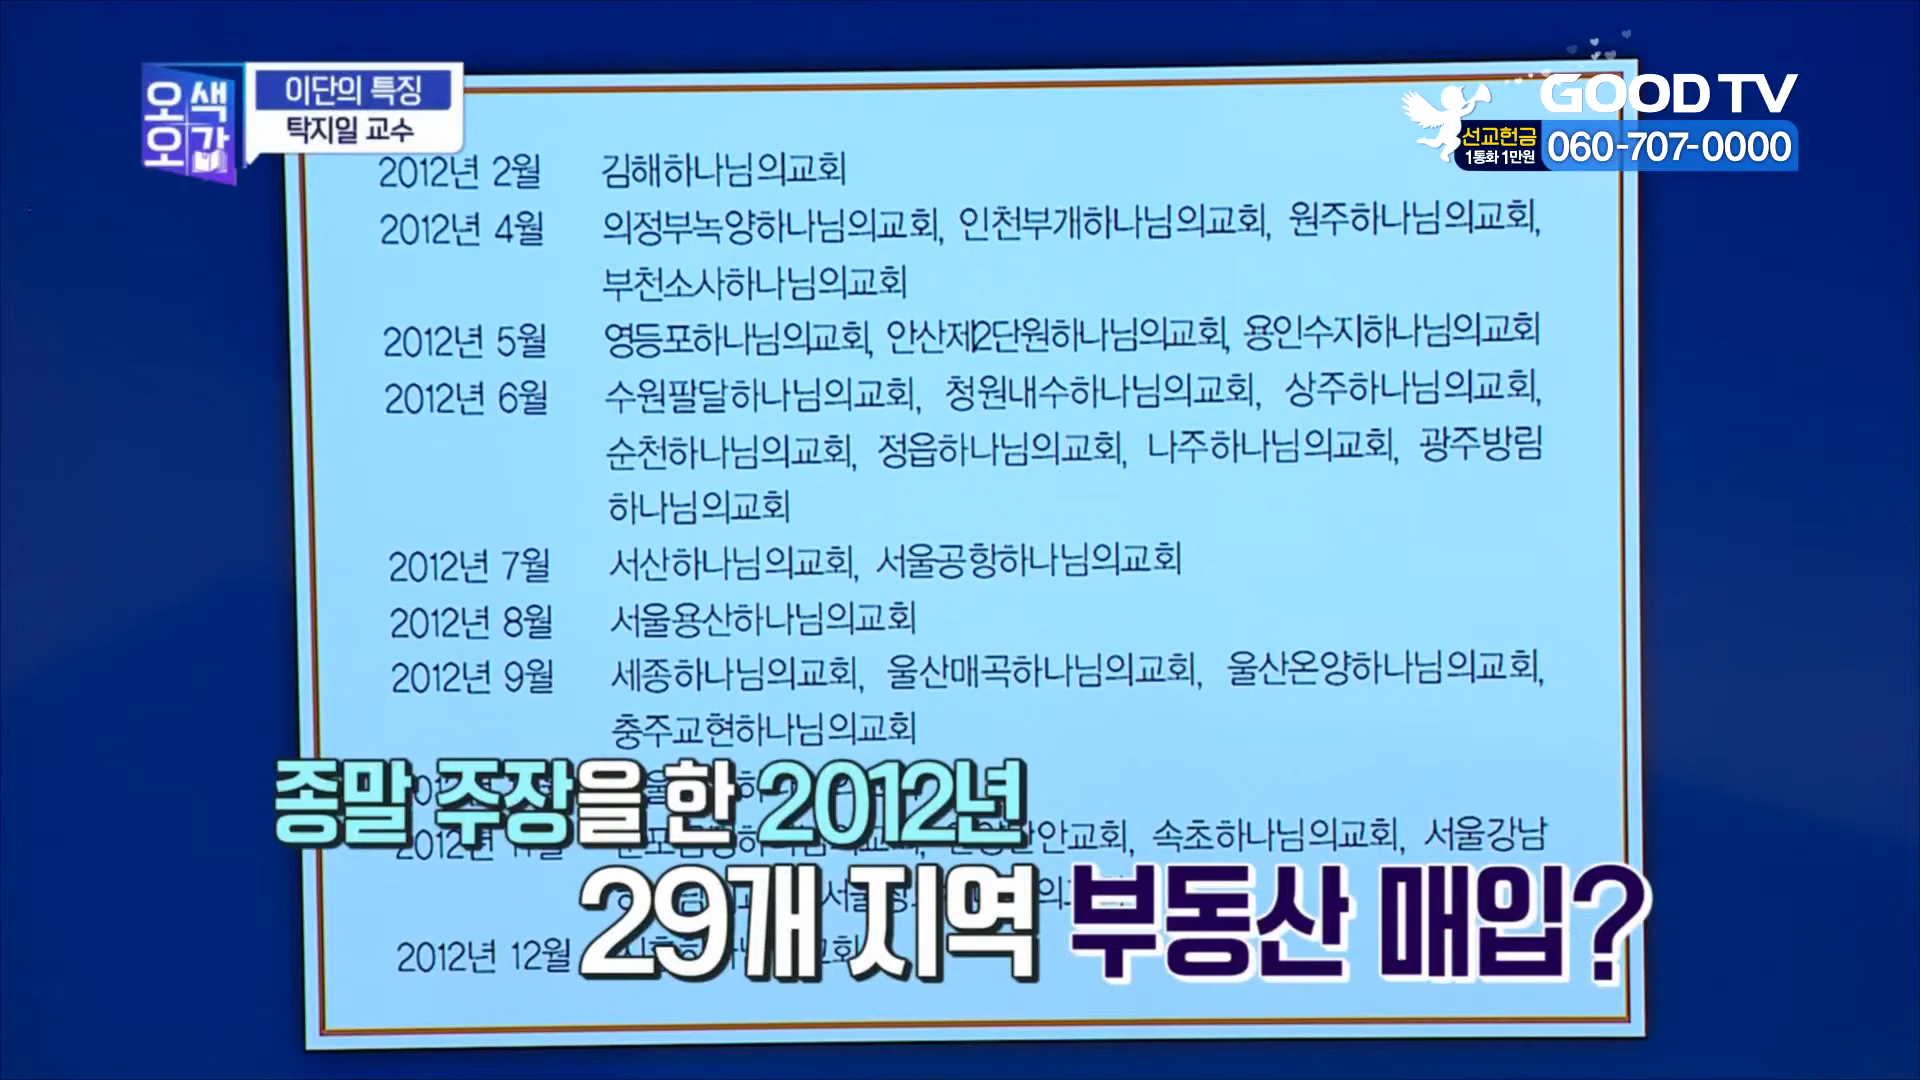 오색
오감
이단의 특징
탁지일 교수
GOODTV
선교헌금
1통화 1만원
060-707-0000
2012년 2월 김해하나님의교회
2012년 4월 의정부녹양하나님의교회, 인천부개하나님의교회, 원주하나님의교회,
부천소사하나님의교회
2012년 5월 영등포하나님의교회, 안산제2단원하나님의교회, 용인수지하나님의교회
2012년 6월 수원팔달하나님의교회, 청원내수하나님의교회, 상주하나님의교회,
순천하나님의교회, 정읍하나님의교회, 나주하나님의교회, 광주방림
하나님의교회
2012년 7월 서산하나님의교회, 서울공항하나님의교회
2012년 8월 서울용산하나님의교회
2012년 9월 세종하나님의교회, 울산매곡하나님의교회, 울산온양하나님의교회,
충주교현하나님의교회
종말 주장을 한 2012년
속초하나님의교회, 서울강남
29개 지역 부동산 매입?
2012년 12월